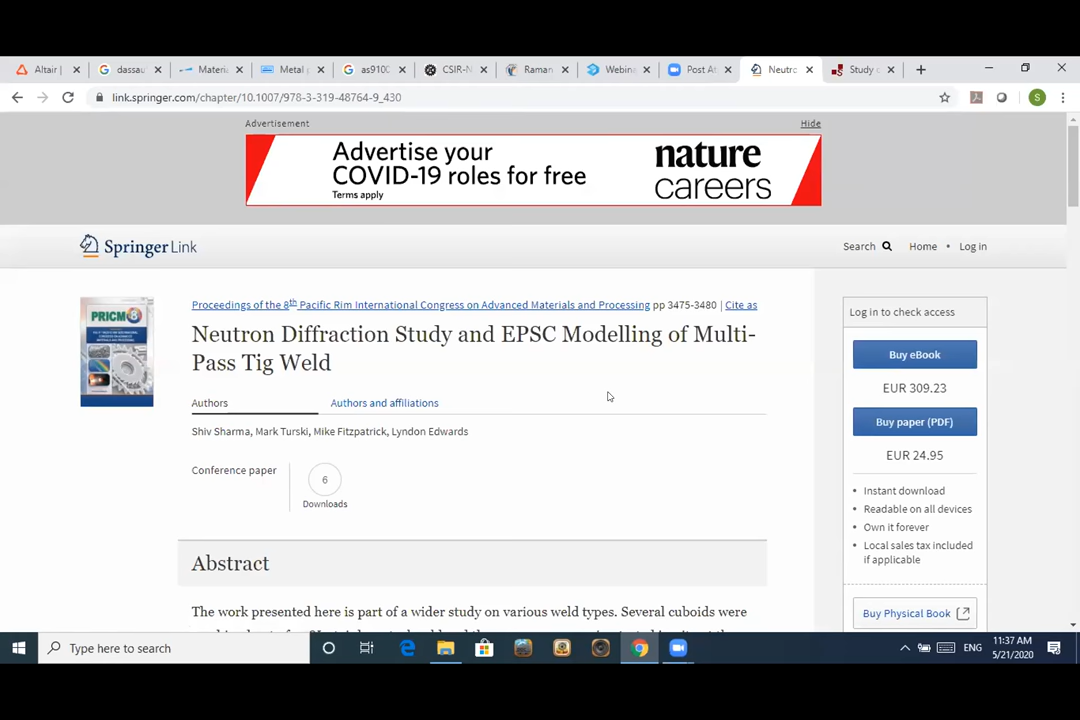 Altair |
dassau
Materia
Metal p
as9100
CSIR-N
Raman
Webina
Post At
Neutro
Study c
link.springer.com/chapter/10.1007/978-3-319-48764-9_430
S
Advertisement
Hide
Advertise your
COVID-19 roles for free
Terms apply
nature
careers
Springer Link
Search
Home • Log in
PRICM 8
Proceedings of the 8th Pacific Rim International Congress on Advanced Materials and Processing pp 3475-3480 | Cite as
Neutron Diffraction Study and EPSC Modelling of Multi-
Pass Tig Weld
Authors
Authors and affiliations
Shiv Sharma, Mark Turski, Mike Fitzpatrick, Lyndon Edwards
Conference paper
6
Downloads
Abstract
The work presented here is part of a wider study on various weld types. Several cuboids were
Log in to check access
Buy eBook
EUR 309.23
Buy paper (PDF)
EUR 24.95
• Instant download
• Readable on all devices
• Own it forever
• Local sales tax included
if applicable
Buy Physical Book
Type here to search
ENG
11:37 AM
5/21/2020